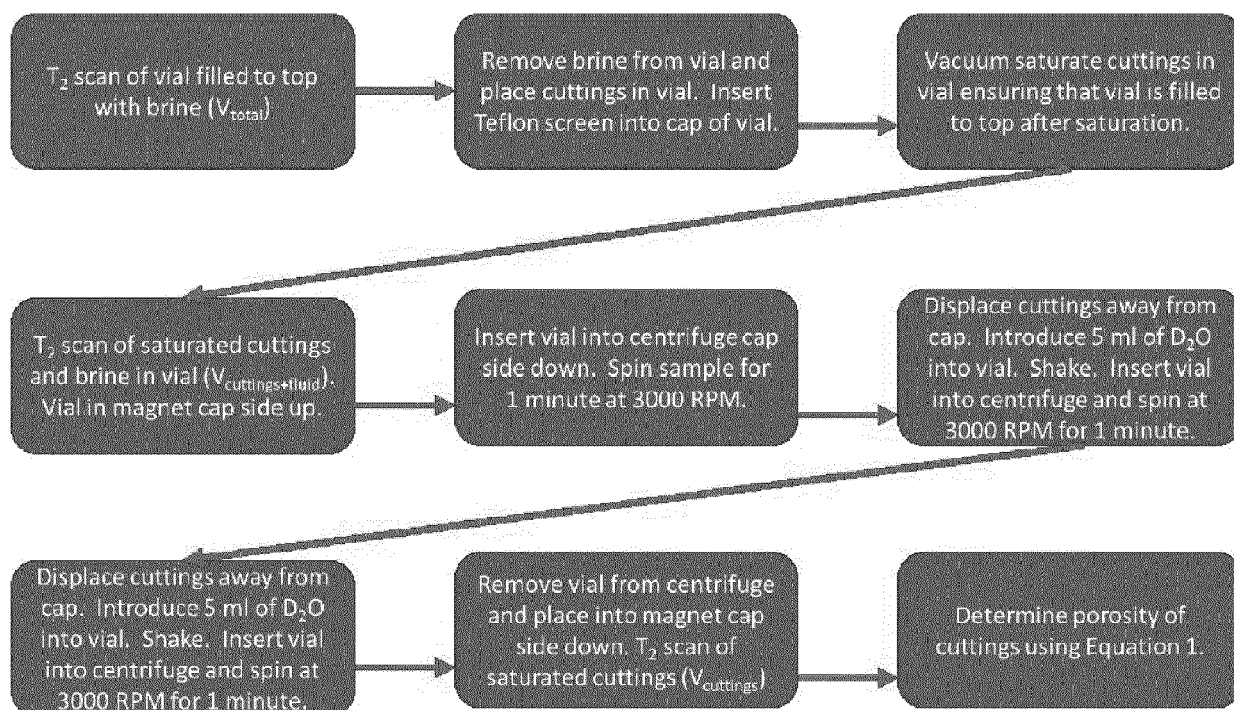 T₂ scan of vial filled to top
with brine (V_total)
Remove brine from vial and
place cuttings in vial. Insert
Teflon screen into cap of vial.
Vacuum saturate cuttings in
vial ensuring that vial is filled
to top after saturation.
T₂ scan of saturated cuttings
and brine in vial (V_cuttings+fluid).
Vial in magnet cap side up.
Insert vial into centrifuge cap
side down. Spin sample for
1 minute at 3000 RPM.
Displace cuttings away from
cap. Introduce 5 ml of D₂O
into vial. Shake. Insert vial
into centrifuge and spin at
3000 RPM for 1 minute.
Displace cuttings away from
cap. Introduce 5 ml of D₂O
into vial. Shake. Insert vial
into centrifuge and spin at
3000 RPM for 1 minute.
Remove vial from centrifuge
and place into magnet cap
side down. T₂ scan of
saturated cuttings (V_cuttings)
Determine porosity of
cuttings using Equation 1.